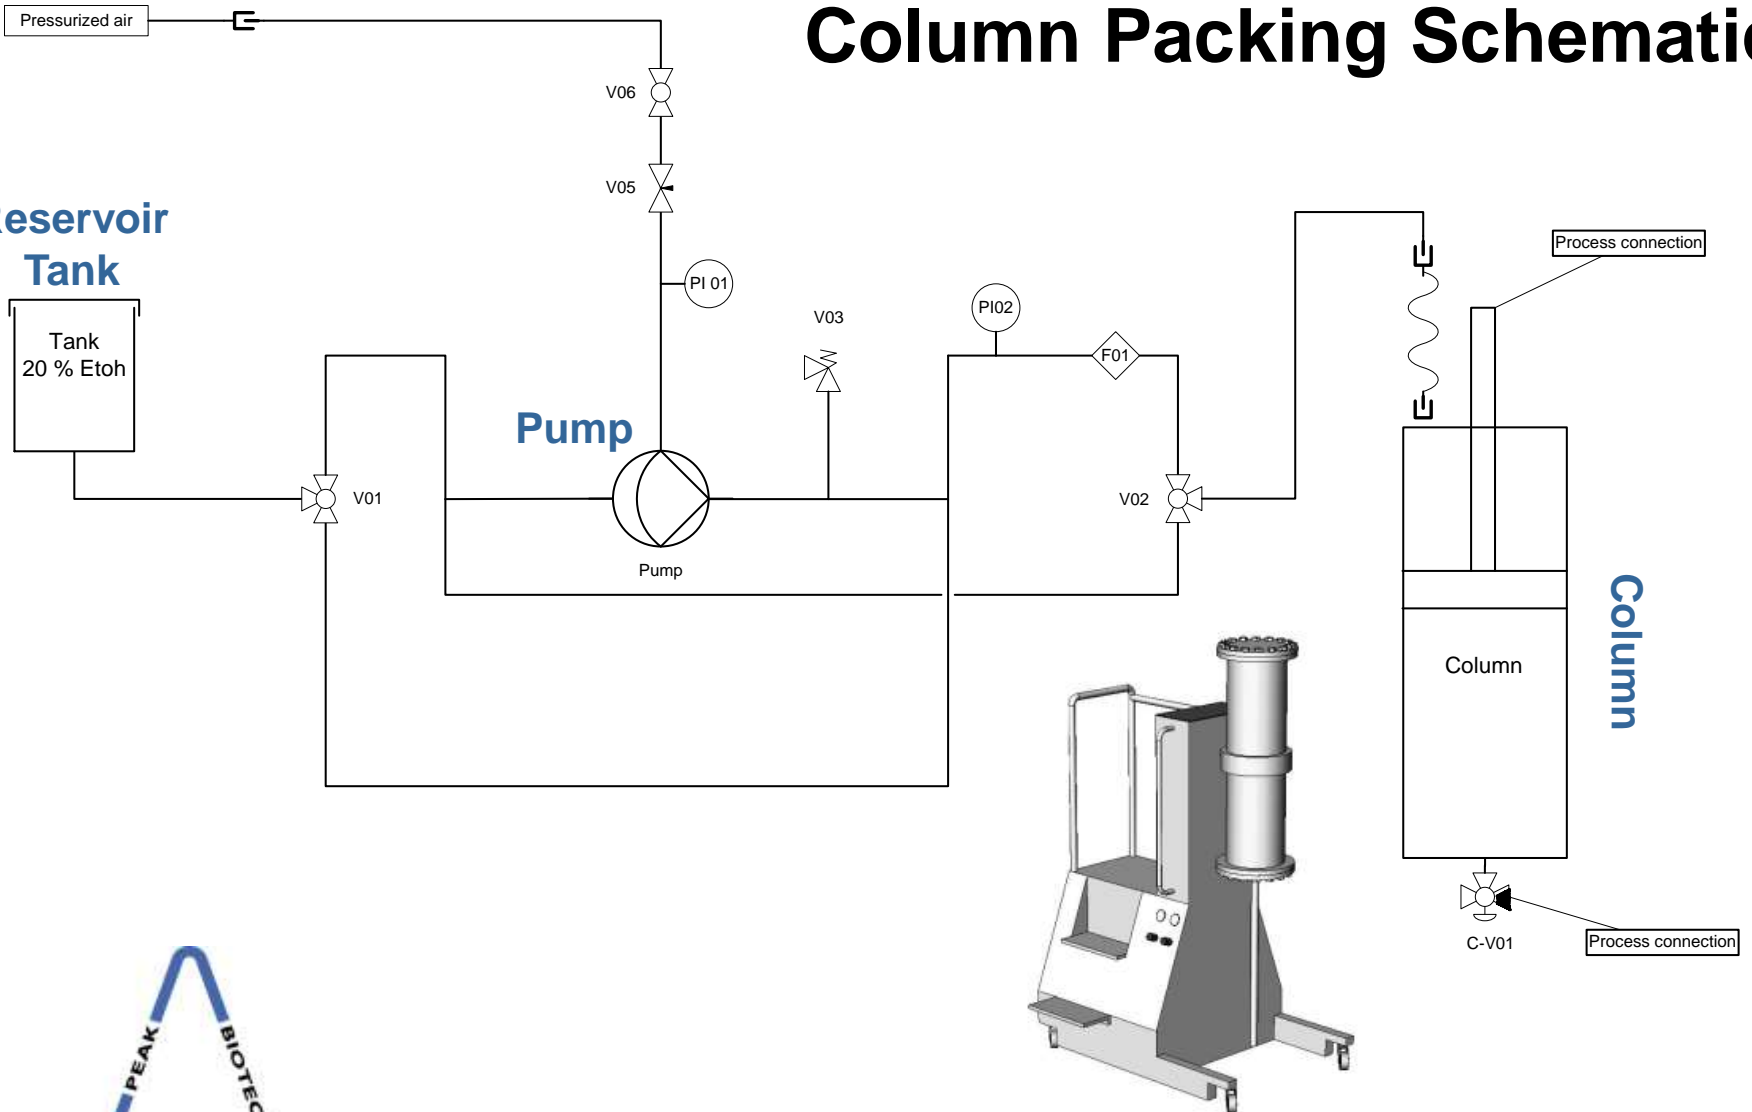 Pressurized air
Column Packing Schematic
V06
V05
eservoir
Tank
Process connection
PI 01
PI02
V03
Tank
20 % Etoh
F01
Pump
V01
V02
Pump
Column
Column
C-V01
Process connection
PEAK
BIOTEC